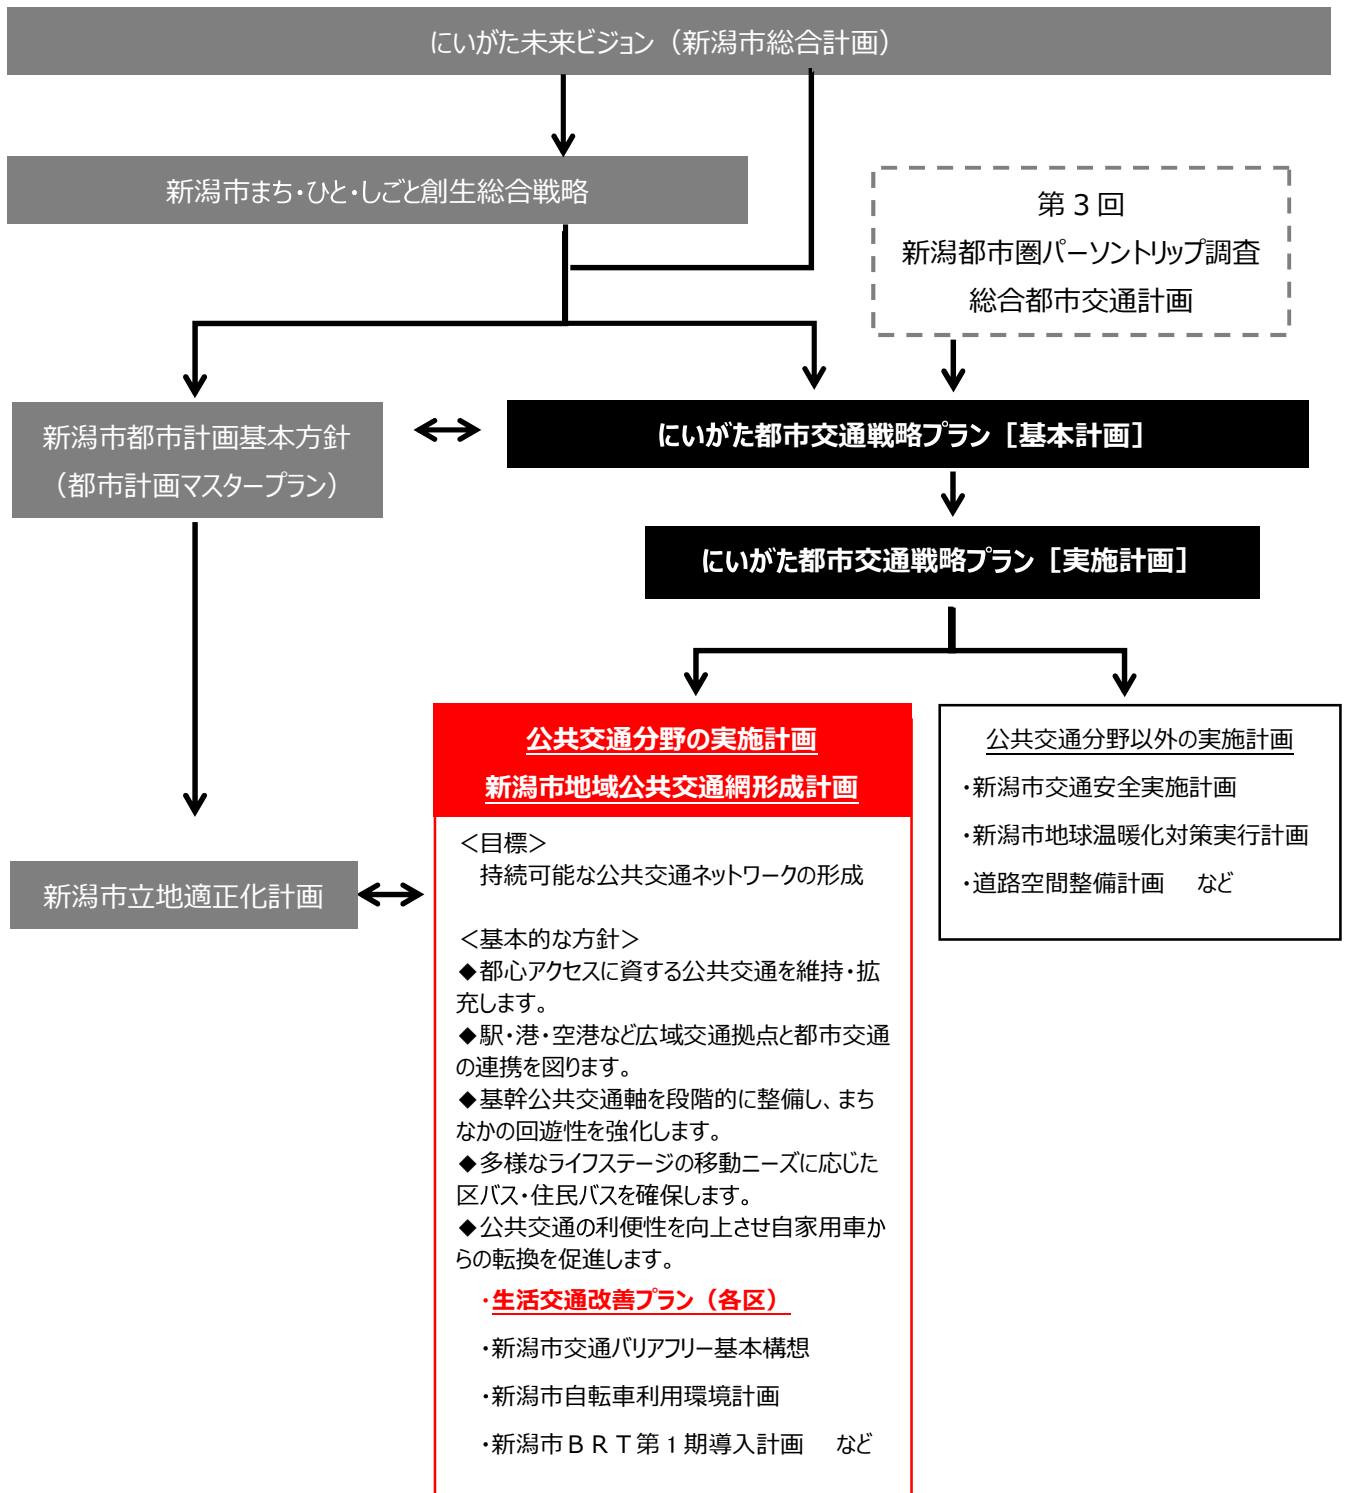 にいがた未来ビジョン（新潟市総合計画）
新潟市まち・ひと・しごと創生総合戦略
第３回
新潟都市圏パーソントリップ調査
総合都市交通計画
新潟市都市計画基本方針
（都市計画マスタープラン）
にいがた都市交通戦略プラン［基本計画］
にいがた都市交通戦略プラン［実施計画］
公共交通分野の実施計画
新潟市地域公共交通網形成計画
＜目標＞
持続可能な公共交通ネットワークの形成
＜基本的な方針＞
◆都心アクセスに資する公共交通を維持・拡
充します。
◆駅・港・空港など広域交通拠点と都市交通
の連携を図ります。
◆基幹公共交通軸を段階的に整備し、まち
なかの回遊性を強化します。
◆多様なライフステージの移動ニーズに応じた
区バス・住民バスを確保します。
◆公共交通の利便性を向上させ自家用車か
らの転換を促進します。
・生活交通改善プラン（各区）
・新潟市交通バリアフリー基本構想
・新潟市自転車利用環境計画
・新潟市ＢＲＴ第１期導入計画　など
公共交通分野以外の実施計画
・新潟市交通安全実施計画
・新潟市地球温暖化対策実行計画
・道路空間整備計画　など
新潟市立地適正化計画